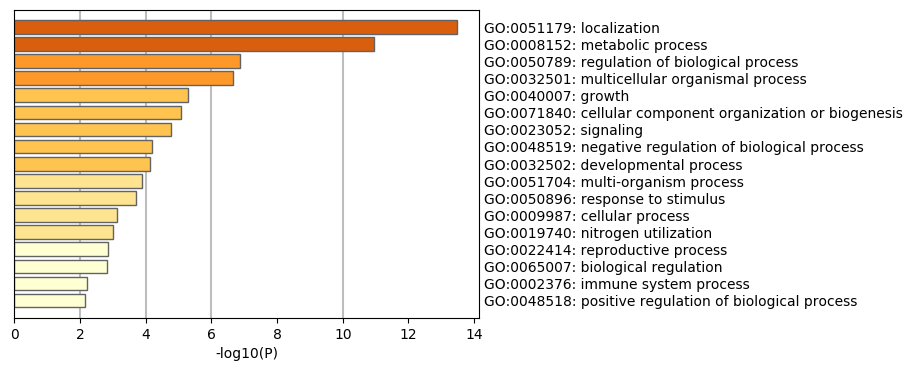 GO:0051179: localization
GO:0008152: metabolic process
GO:0050789: regulation of biological process
GO:0032501: multicellular organismal process
GO:0040007: growth
GO:0071840: cellular component organization or biogenesis
GO:0023052: signaling
GO:0048519: negative regulation of biological process
GO:0032502: developmental process
GO:0051704: multi-organism process
GO:0050896: response to stimulus
GO:0009987: cellular process
GO:0019740: nitrogen utilization
GO:0022414: reproductive process
GO:0065007: biological regulation
GO:0002376: immune system process
GO:0048518: positive regulation of biological process
0 2 4 6 8 10 12 14
-log10(P)